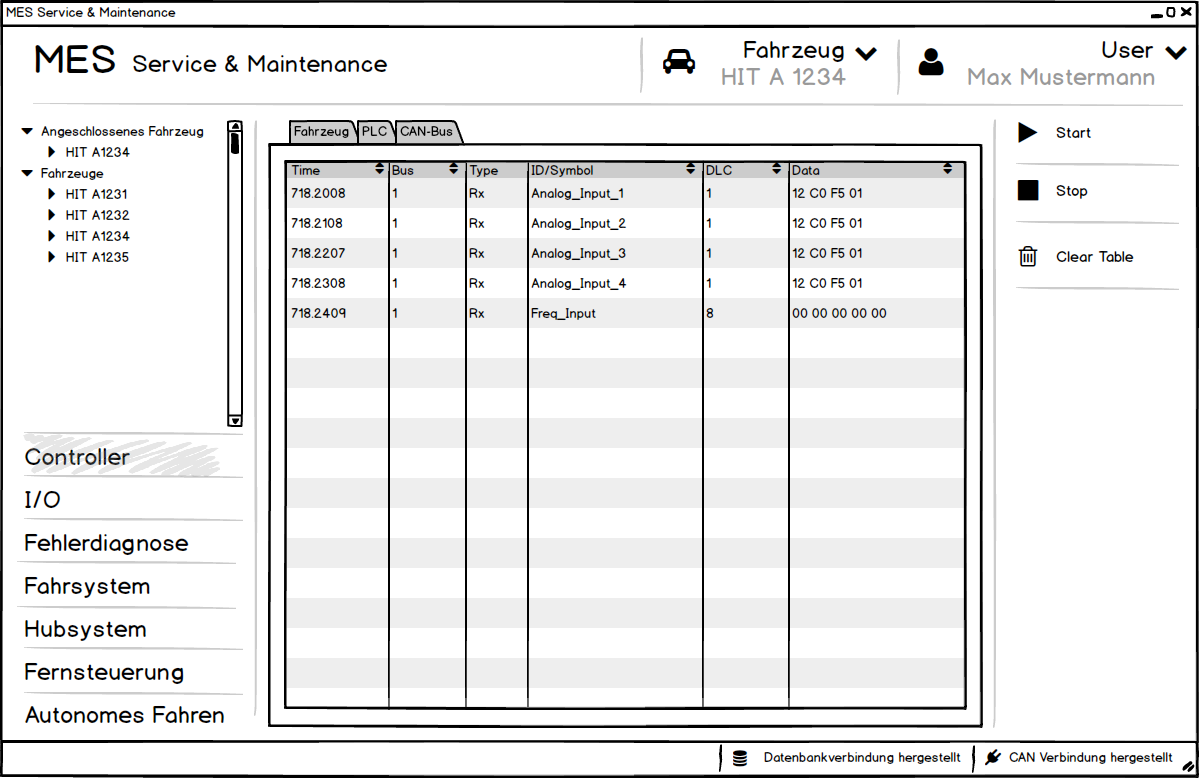 MES Service & Maintenance
MES Service & Maintenance
Fahrzeug
HIT A 1234
User
Max Mustermann
Angeschlossenes Fahrzeug
HIT A1234
Fahrzeuge
HIT A1231
HIT A1232
HIT A1234
HIT A1235
Controller
I/O
Fehlerdiagnose
Fahrsystem
Hubsystem
Fernsteuerung
Autonomes Fahren
Fahrzeug PLC CAN-Bus
Time Bus Type ID/Symbol DLC Data
718.2008 1 Rx Analog_Input_1 1 12 C0 F5 01
718.2108 1 Rx Analog_Input_2 1 12 C0 F5 01
718.2207 1 Rx Analog_Input_3 1 12 C0 F5 01
718.2308 1 Rx Analog_Input_4 1 12 C0 F5 01
718.2409 1 Rx Freq_Input 8 00 00 00 00 00
Start
Stop
Clear Table
Datenbankverbindung hergestellt
CAN Verbindung hergestellt